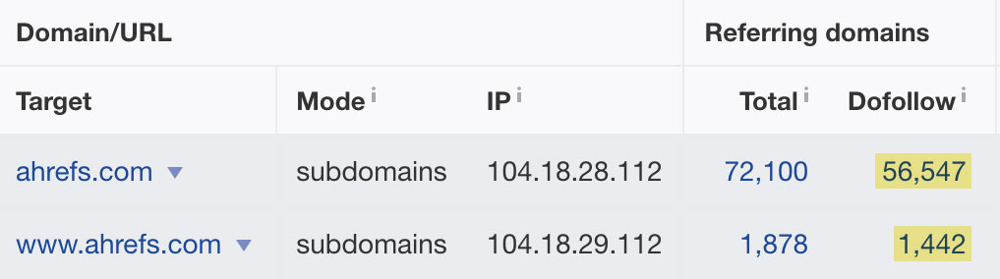 Domain/URL Referring domains
Target Mode i IP i Total i Dofollow i
ahrefs.com subdomains 104.18.28.112 72,100 56,547
www.ahrefs.com subdomains 104.18.29.112 1,878 1,442